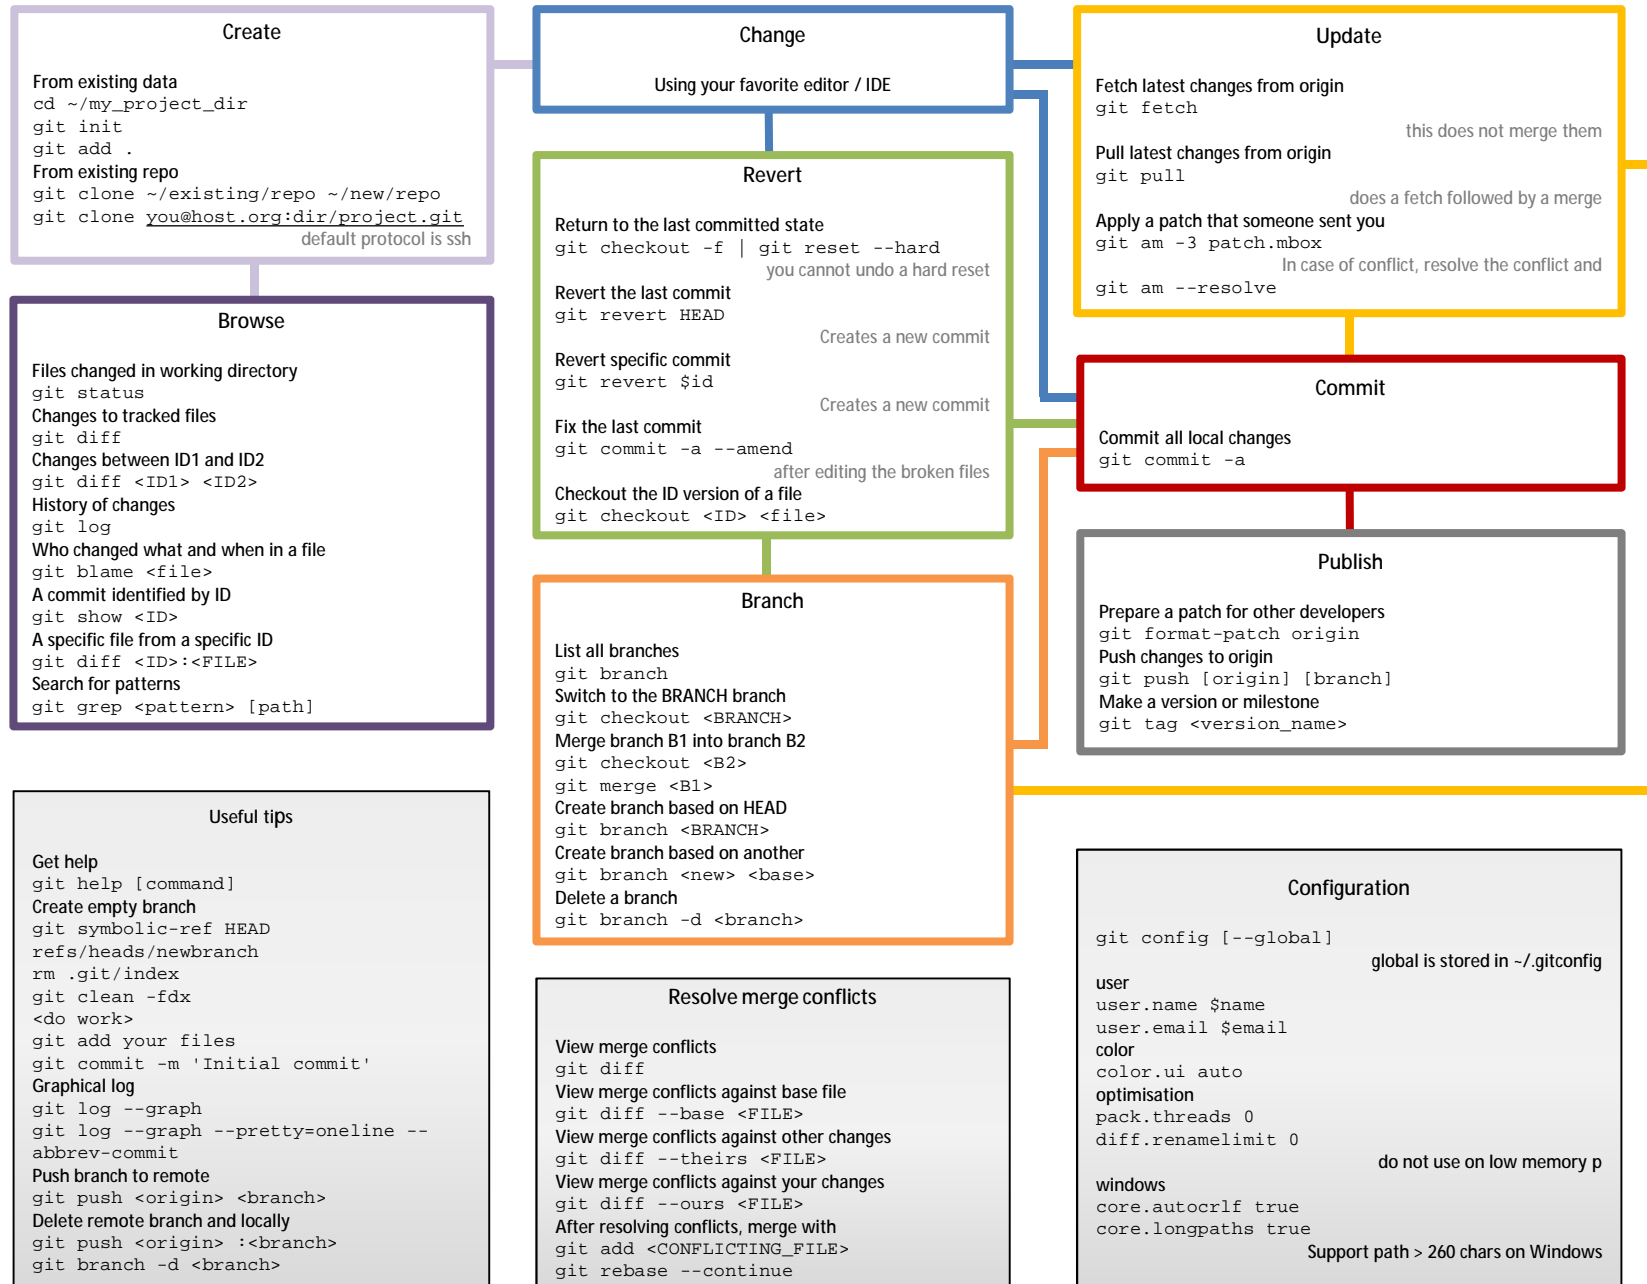 Create
From existing data
cd ~/my_project_dir
git init
git add .
From existing repo
git clone ~/existing/repo ~/new/repo
git clone you@host.org:dir/project.git
default protocol is ssh
Browse
Files changed in working directory
git status
Changes to tracked files
git diff
Changes between ID1 and ID2
git diff <ID1> <ID2>
History of changes
git log
Who changed what and when in a file
git blame <file>
A commit identified by ID
git show <ID>
A specific file from a specific ID
git diff <ID>:<FILE>
Search for patterns
git grep <pattern> [path]
Useful tips
Get help
git help [command]
Create empty branch
git symbolic-ref HEAD
refs/heads/newbranch
rm .git/index
git clean -fdx
<do work>
git add your files
git commit -m 'Initial commit'
Graphical log
git log --graph
git log --graph --pretty=oneline --
abbrev-commit
Push branch to remote
git push <origin> <branch>
Delete remote branch and locally
git push <origin> :<branch>
git branch -d <branch>
Change
Using your favorite editor / IDE
Revert
Return to the last committed state
git checkout -f | git reset --hard
you cannot undo a hard reset
Revert the last commit
git revert HEAD
Creates a new commit
Revert specific commit
git revert $id
Creates a new commit
Fix the last commit
git commit -a --amend
after editing the broken files
Checkout the ID version of a file
git checkout <ID> <file>
Branch
List all branches
git branch
Switch to the BRANCH branch
git checkout <BRANCH>
Merge branch B1 into branch B2
git checkout <B2>
git merge <B1>
Create branch based on HEAD
git branch <BRANCH>
Create branch based on another
git branch <new> <base>
Delete a branch
git branch -d <branch>
Resolve merge conflicts
View merge conflicts
git diff
View merge conflicts against base file
git diff --base <FILE>
View merge conflicts against other changes
git diff --theirs <FILE>
View merge conflicts against your changes
git diff --ours <FILE>
After resolving conflicts, merge with
git add <CONFLICTING_FILE>
git rebase --continue
Update
Fetch latest changes from origin
git fetch
this does not merge them
Pull latest changes from origin
git pull
does a fetch followed by a merge
Apply a patch that someone sent you
git am -3 patch.mbox
In case of conflict, resolve the conflict and
git am --resolve
Commit
Commit all local changes
git commit -a
Publish
Prepare a patch for other developers
git format-patch origin
Push changes to origin
git push [origin] [branch]
Make a version or milestone
git tag <version_name>
Configuration
git config [--global]
global is stored in ~/.gitconfig
user
user.name $name
user.email $email
color
color.ui auto
optimisation
pack.threads 0
diff.renamelimit 0
do not use on low memory p
windows
core.autocrlf true
core.longpaths true
Support path > 260 chars on Windows